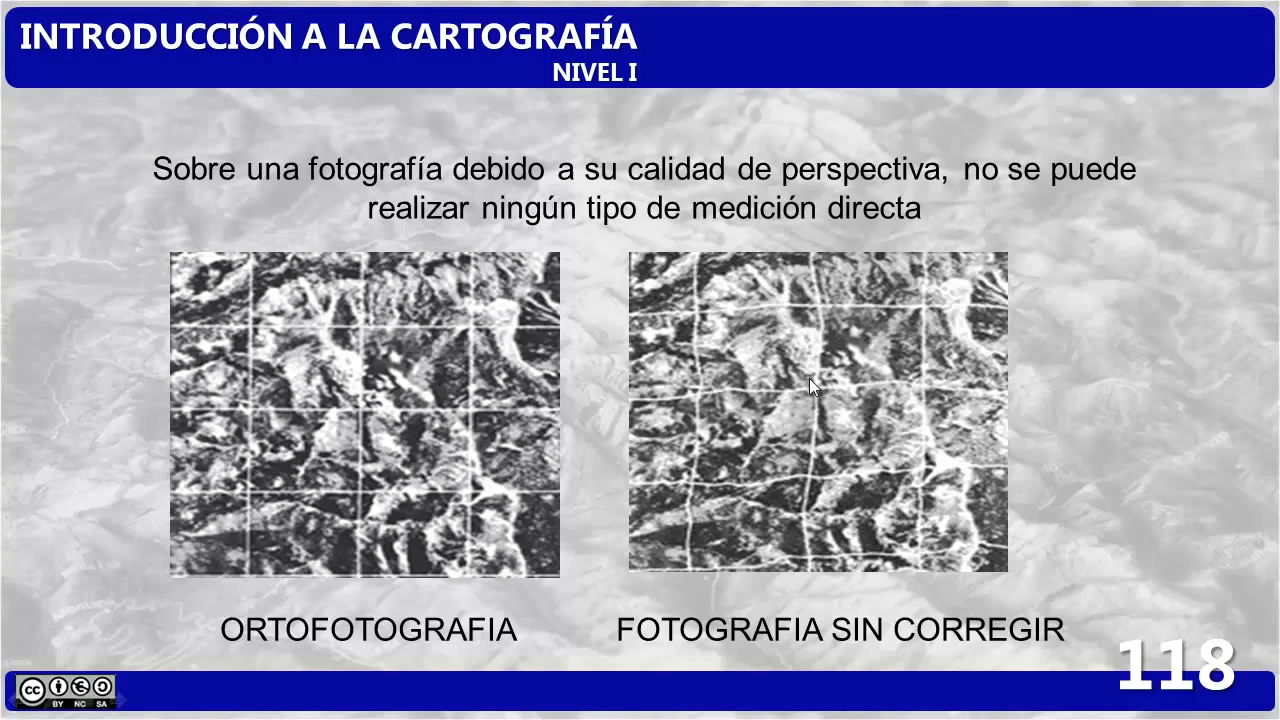 INTRODUCCIÓN A LA CARTOGRAFÍA
NIVEL I
Sobre una fotografía debido a su calidad de perspectiva, no se puede
realizar ningún tipo de medición directa
ORTOFOTOGRAFIA
FOTOGRAFIA SIN CORREGIR
118
cc
BY NC SA